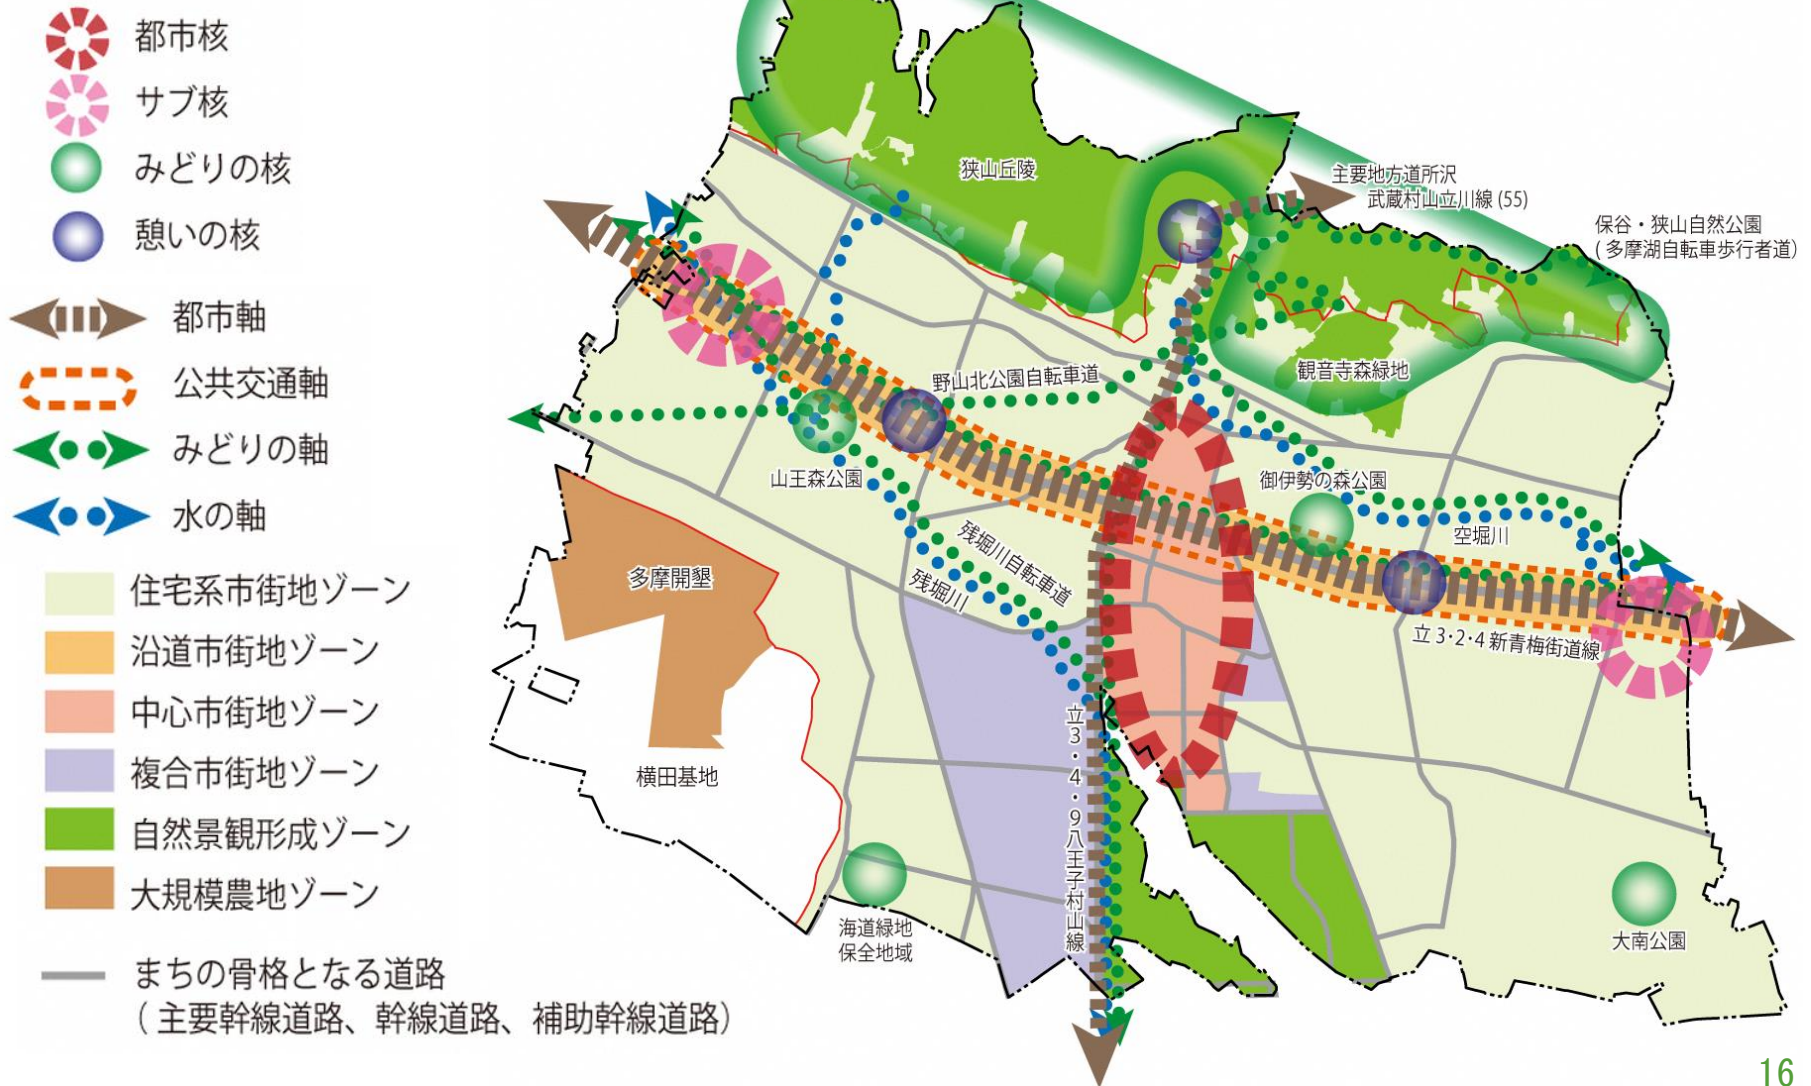 都市核
サブ核
みどりの核
憩いの核
都市軸
公共交通軸
みどりの軸
水の軸
住宅系市街地ゾーン
沿道市街地ゾーン
中心市街地ゾーン
複合市街地ゾーン
自然景観形成ゾーン
大規模農地ゾーン
まちの骨格となる道路
(主要幹線道路、幹線道路、補助幹線道路)
狭山丘陵
主要地方道所沢
武蔵村山立川線(55)
保谷・狭山自然公園
(多摩湖自転車歩行者道)
観音寺森緑地
野山北公園自転車道
山王森公園
御伊勢の森公園
空堀川
残堀川自転車道
残堀川
多摩開墾
立3・2・4新青梅街道線
横田基地
立3・4・9八王子村山線
海道緑地
保全地域
大南公園
16